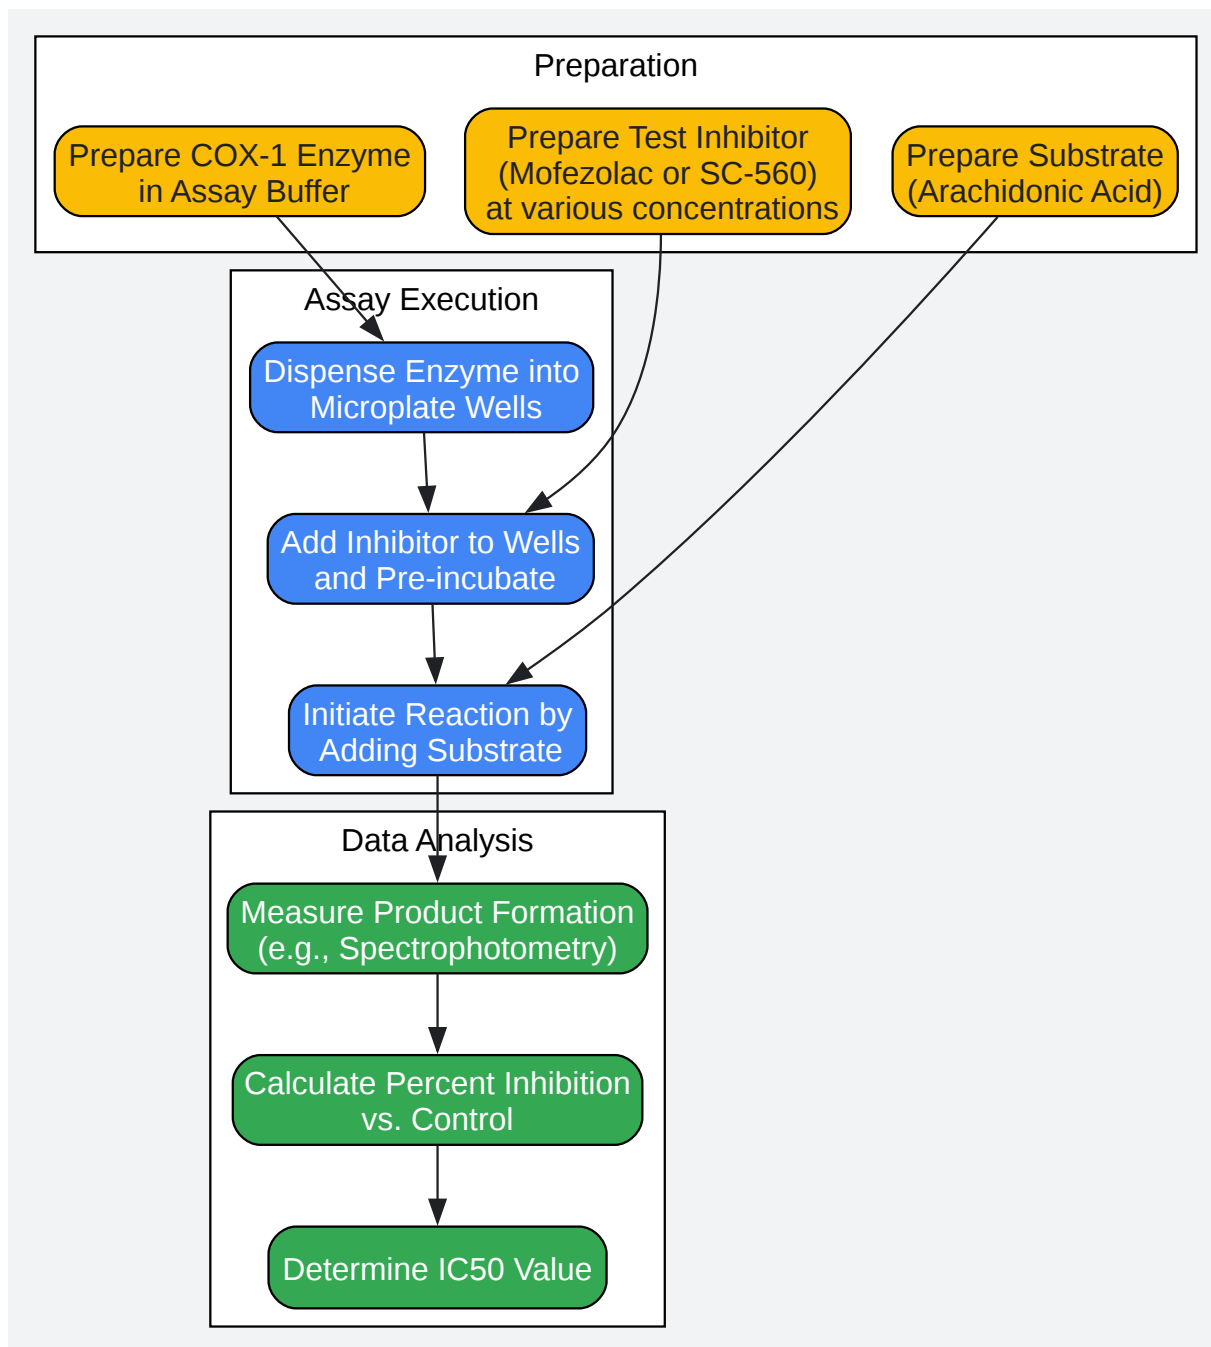 Preparation
Prepare COX-1 Enzyme
in Assay Buffer
Prepare Test Inhibitor
(Mofezolac or SC-560)
at various concentrations
Prepare Substrate
(Arachidonic Acid)
Assay Execution
Dispense Enzyme into
Microplate Wells
Add Inhibitor to Wells
and Pre-incubate
Initiate Reaction by
Adding Substrate
Data Analysis
Measure Product Formation
(e.g., Spectrophotometry)
Calculate Percent Inhibition
vs. Control
Determine IC50 Value